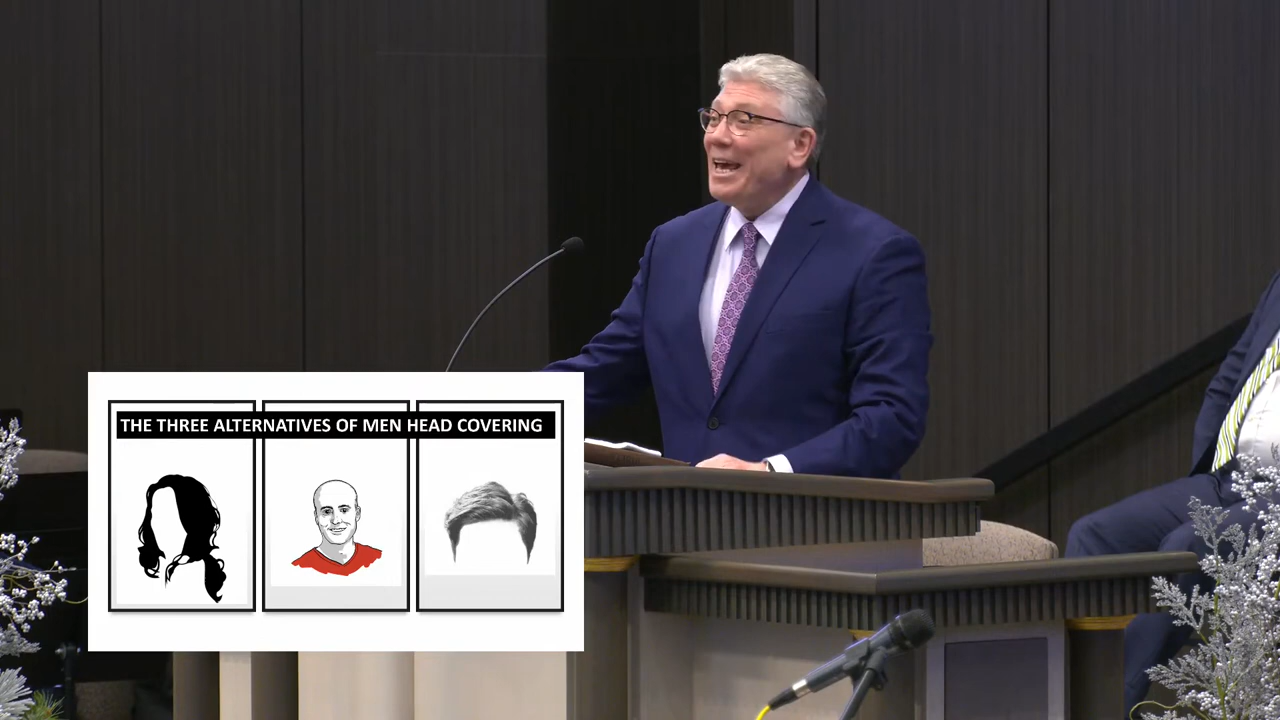 THE THREE ALTERNATIVES OF MEN HEAD COVERING